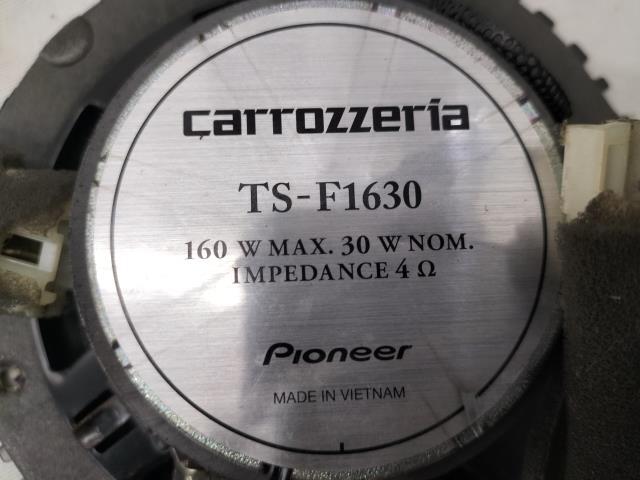 carrozzeria
TS-F1630
160 W MAX. 30 W NOM.
IMPEDANCE 4 Ω
Pioneer
MADE IN VIETNAM